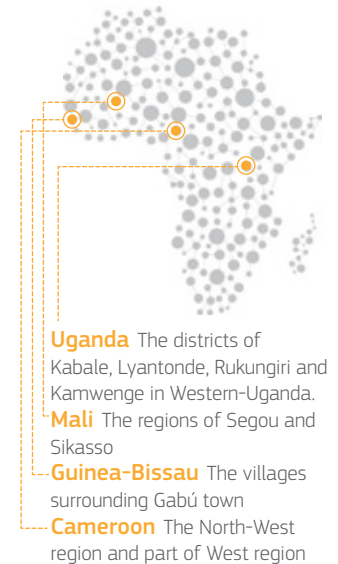 Uganda The districts of
Kabale, Lyantonde, Rukungiri and
Kamwenge in Western-Uganda.
Mali The regions of Segou and
Sikasso
Guinea-Bissau The villages
surrounding Gabú town
Cameroon The North-West
region and part of West region